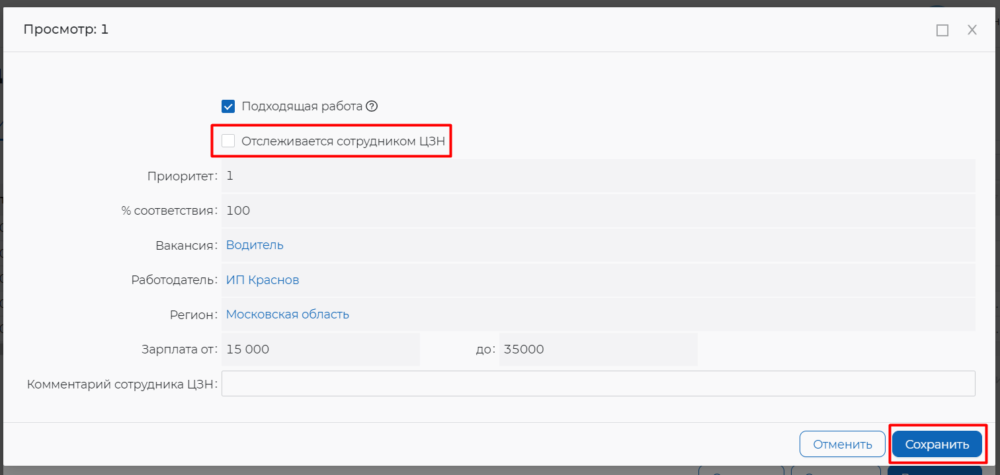 Просмотр: 1
Подходящая работа
Отслеживается сотрудником ЦЗН
Приоритет: 1
% соответствия: 100
Вакансия: Водитель
Работодатель: ИП Краснов
Регион: Московская область
Зарплата от: 15 000 до: 35000
Комментарий сотрудника ЦЗН:
Отменить Сохранить